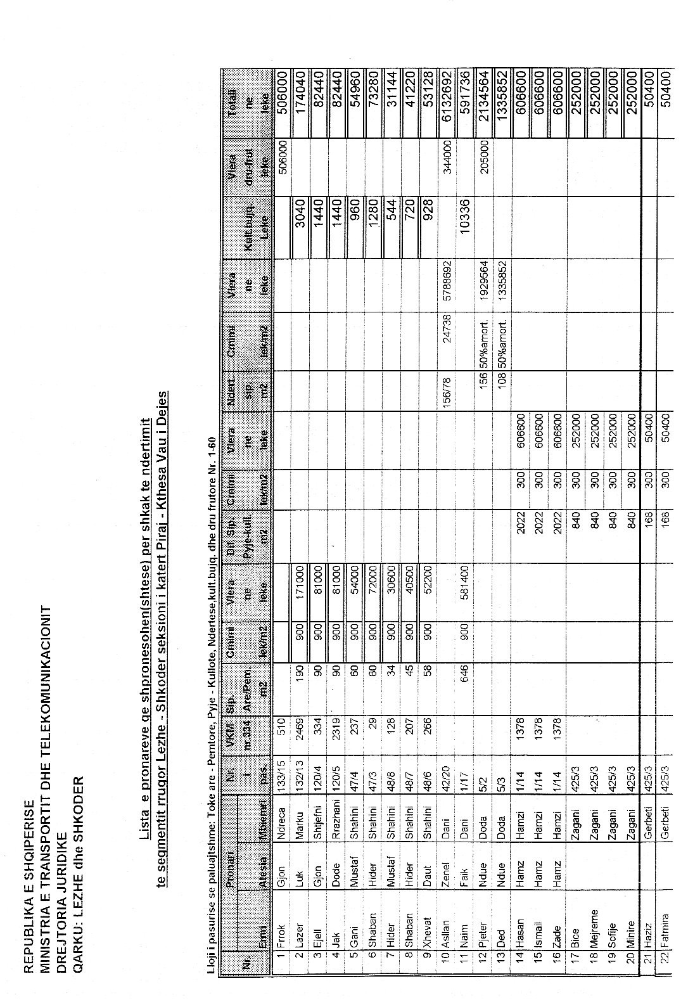 REPUBLIKA E SHQIPERISE
MINISTRIA E TRANSPORTIT DHE TELEKOMUNIKACIONIT
DREJTORIA JURIDIKE
QARKU: LEZHE dhe SHKODER
Lista e pronareve qe shpronesohen(shtese) per shkak te ndertimit
te segmentit rrugor Lezhe - Shkoder seksioni i katert Piraj - Kthesa Vau i Dejes
Lloji i pasurise se paluajtshme: Toke are - Pemtore, Pyje - Kullote, Ndertese,kult.bujq. dhe dru frutore Nr. 1-60
Nr. Pronari Nr. VKM Sip. Cmimi Vlera Dif. Sip. Cmimi Vlera Ndert. Cmimi Vlera Kult.bujq. Vlera Totali
i nr.334 Are/Pem. ne Pyje-kull. ne sip. ne dru-frut ne
Emri Atesia Mbiemri pas. m2 lek/m2 leke m2 lek/m2 leke m2 lek/m2 leke Leke leke leke
1 Frrok Gjon Ndreca 133/15 510 506000 506000
2 Lazer Luk Marku 132/13 2469 190 900 171000 3040 174040
3 Ejell Gjon Shtjefni 120/4 334 90 900 81000 1440 82440
4 Jak Dode Rrazhani 120/5 2319 90 900 81000 1440 82440
5 Gani Mustaf Shahini 47/4 237 60 900 54000 960 54960
6 Shaban Hider Shahini 47/3 29 80 900 72000 1280 73280
7 Hider Mustaf Shahini 48/8 128 34 900 30600 544 31144
8 Shaban Hider Shahini 48/7 207 45 900 40500 720 41220
9 Xhevat Daut Shahini 48/6 266 58 900 52200 928 53128
10 Asllan Zenel Dani 42/20 156/78 24738 5788692 344000 6132692
11 Naim Faik Dani 1/17 646 900 581400 10336 591736
12 Pjeter Ndue Doda 5/2 156 50%amort. 1929564 205000 2134564
13 Ded Ndue Doda 5/3 108 50%amort. 1335852 1335852
14 Hasan Hamz Hamzi 1/14 1378 2022 300 606600 606600
15 Ismail Hamz Hamzi 1/14 1378 2022 300 606600 606600
16 Zade Hamz Hamzi 1/14 1378 2022 300 606600 606600
17 Bice Zagani 425/3 840 300 252000 252000
18 Mejreme Zagani 425/3 840 300 252000 252000
19 Sofije Zagani 425/3 840 300 252000 252000
20 Minire Zagani 425/3 840 300 252000 252000
21 Haziz Gerbeti 425/3 168 300 50400 50400
22 Fatmira Gerbeti 425/3 168 300 50400 50400